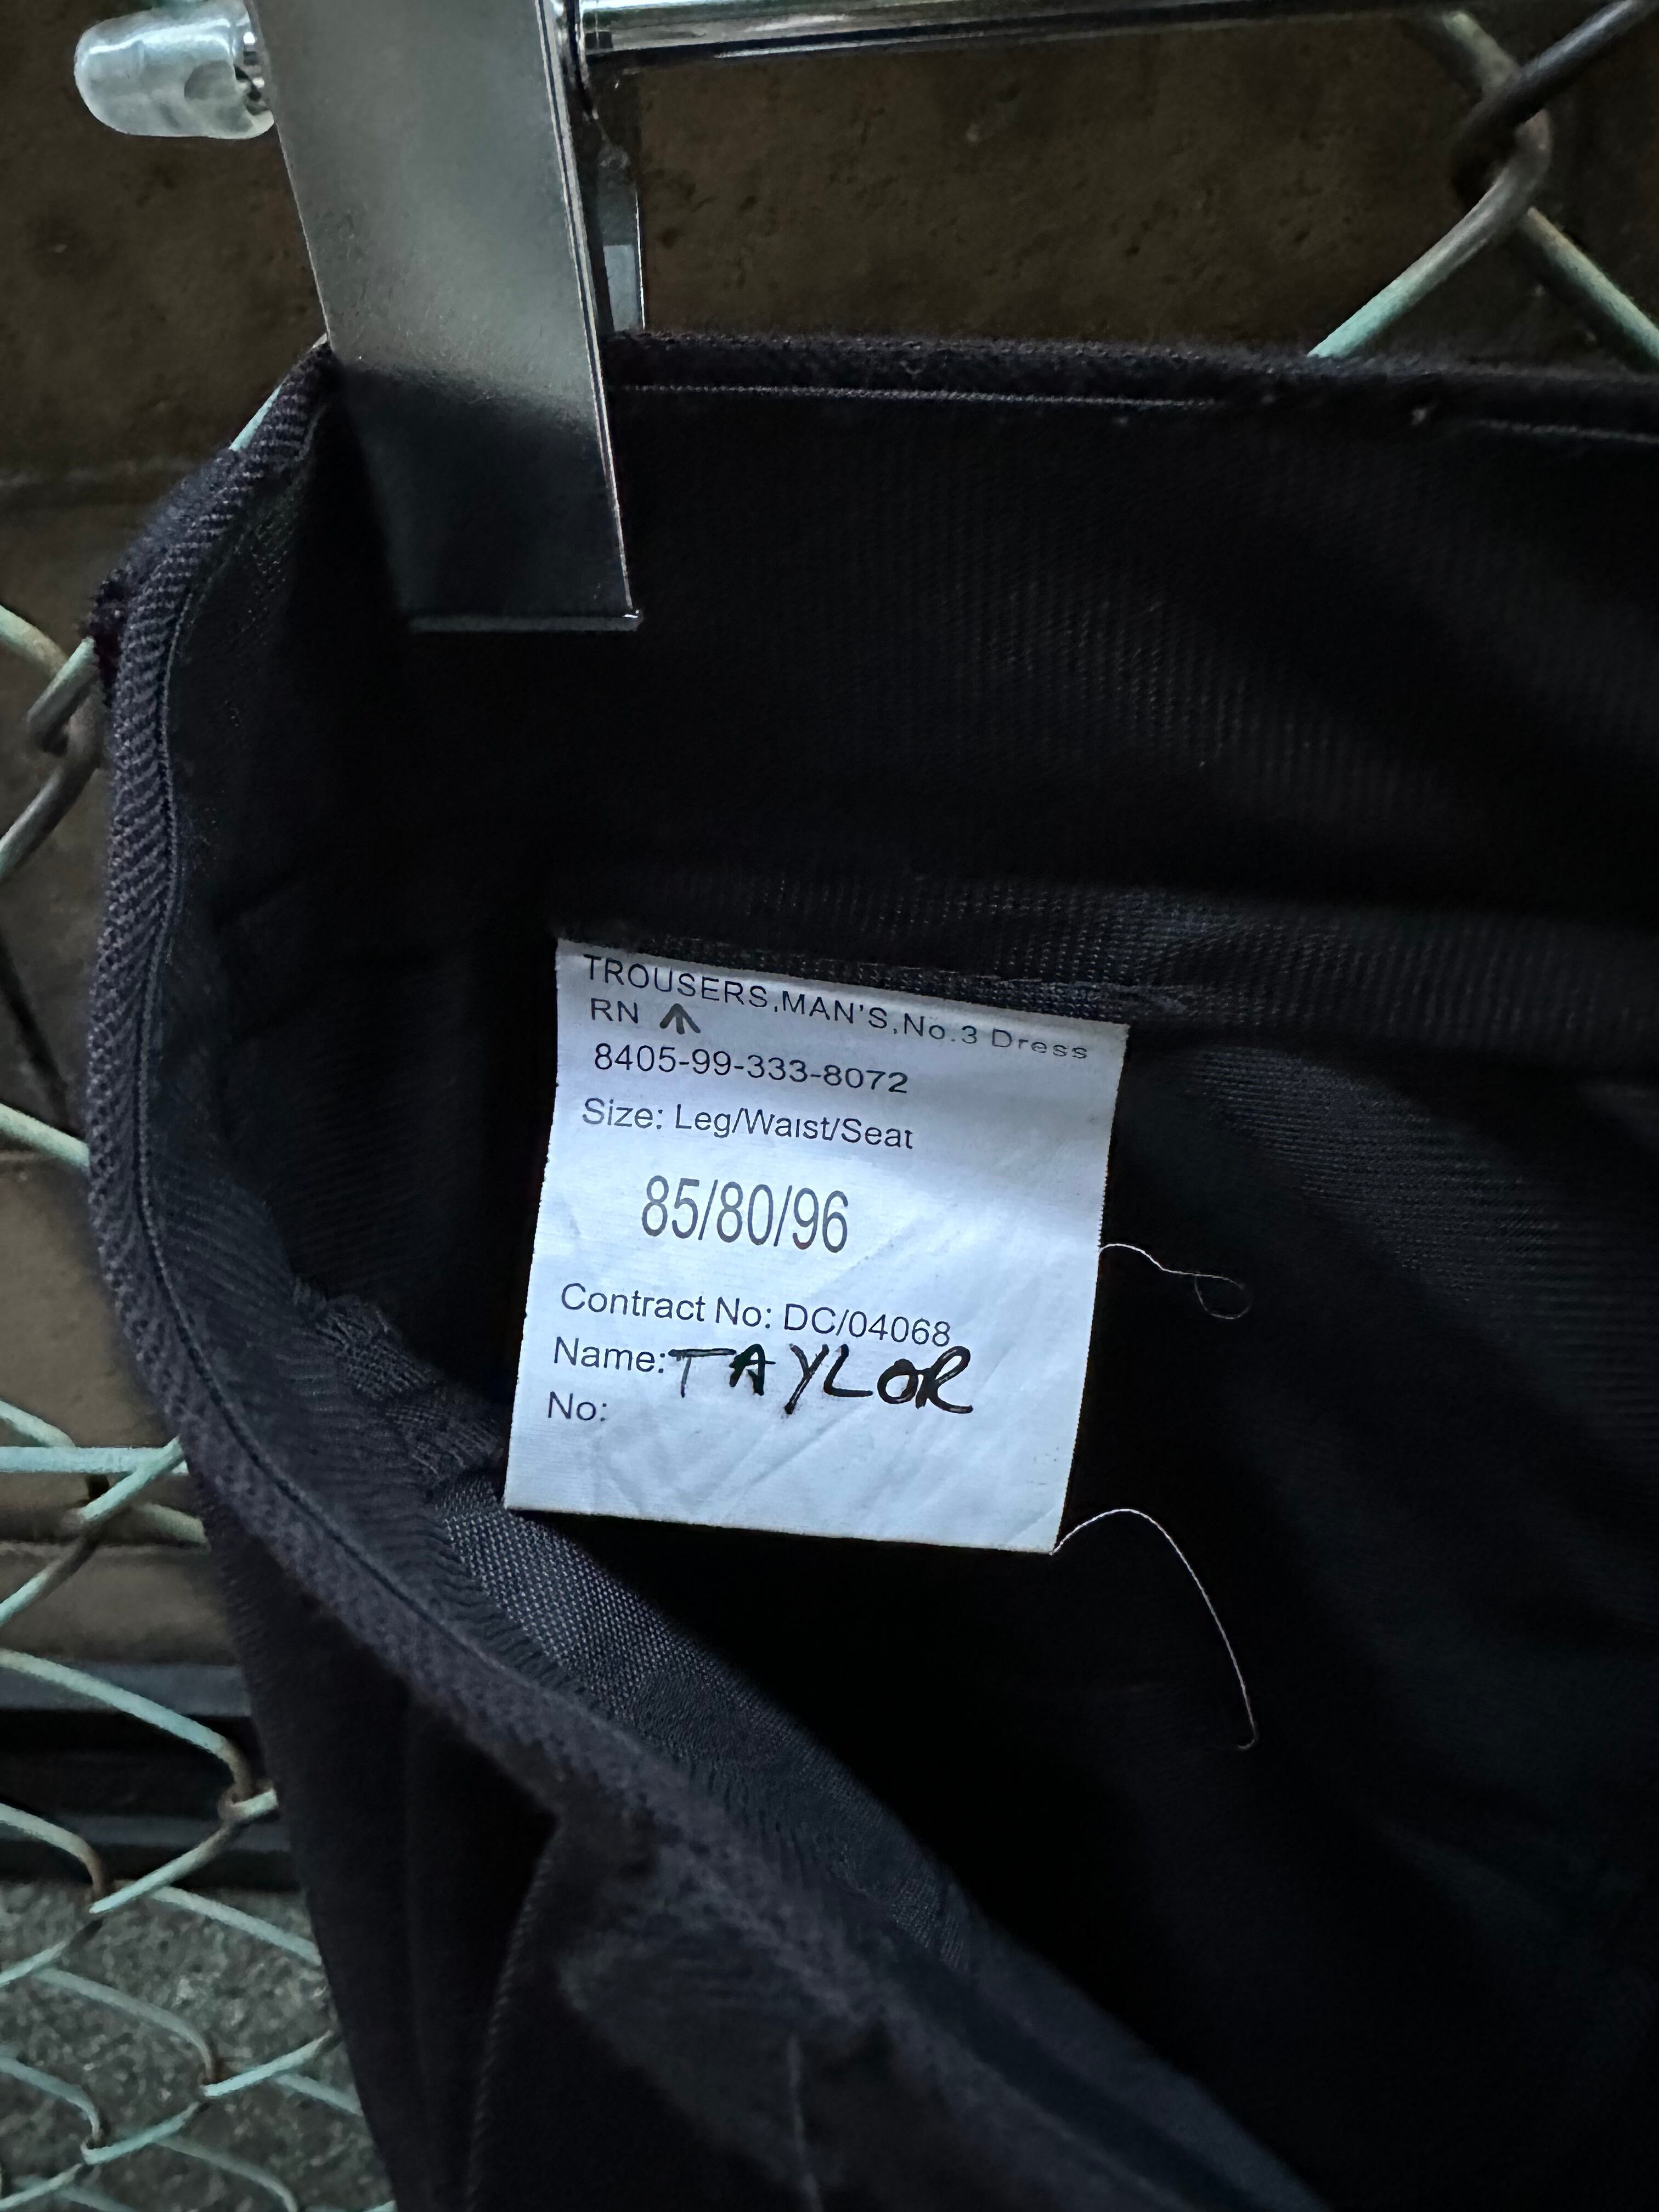 TROUSERS,MAN'S,No.3 Dress
RN
8405-99-333-8072
Size: Leg/Waist/Seat
85/80/96
Contract No: DC/04068
Name: TAYLOR
No: